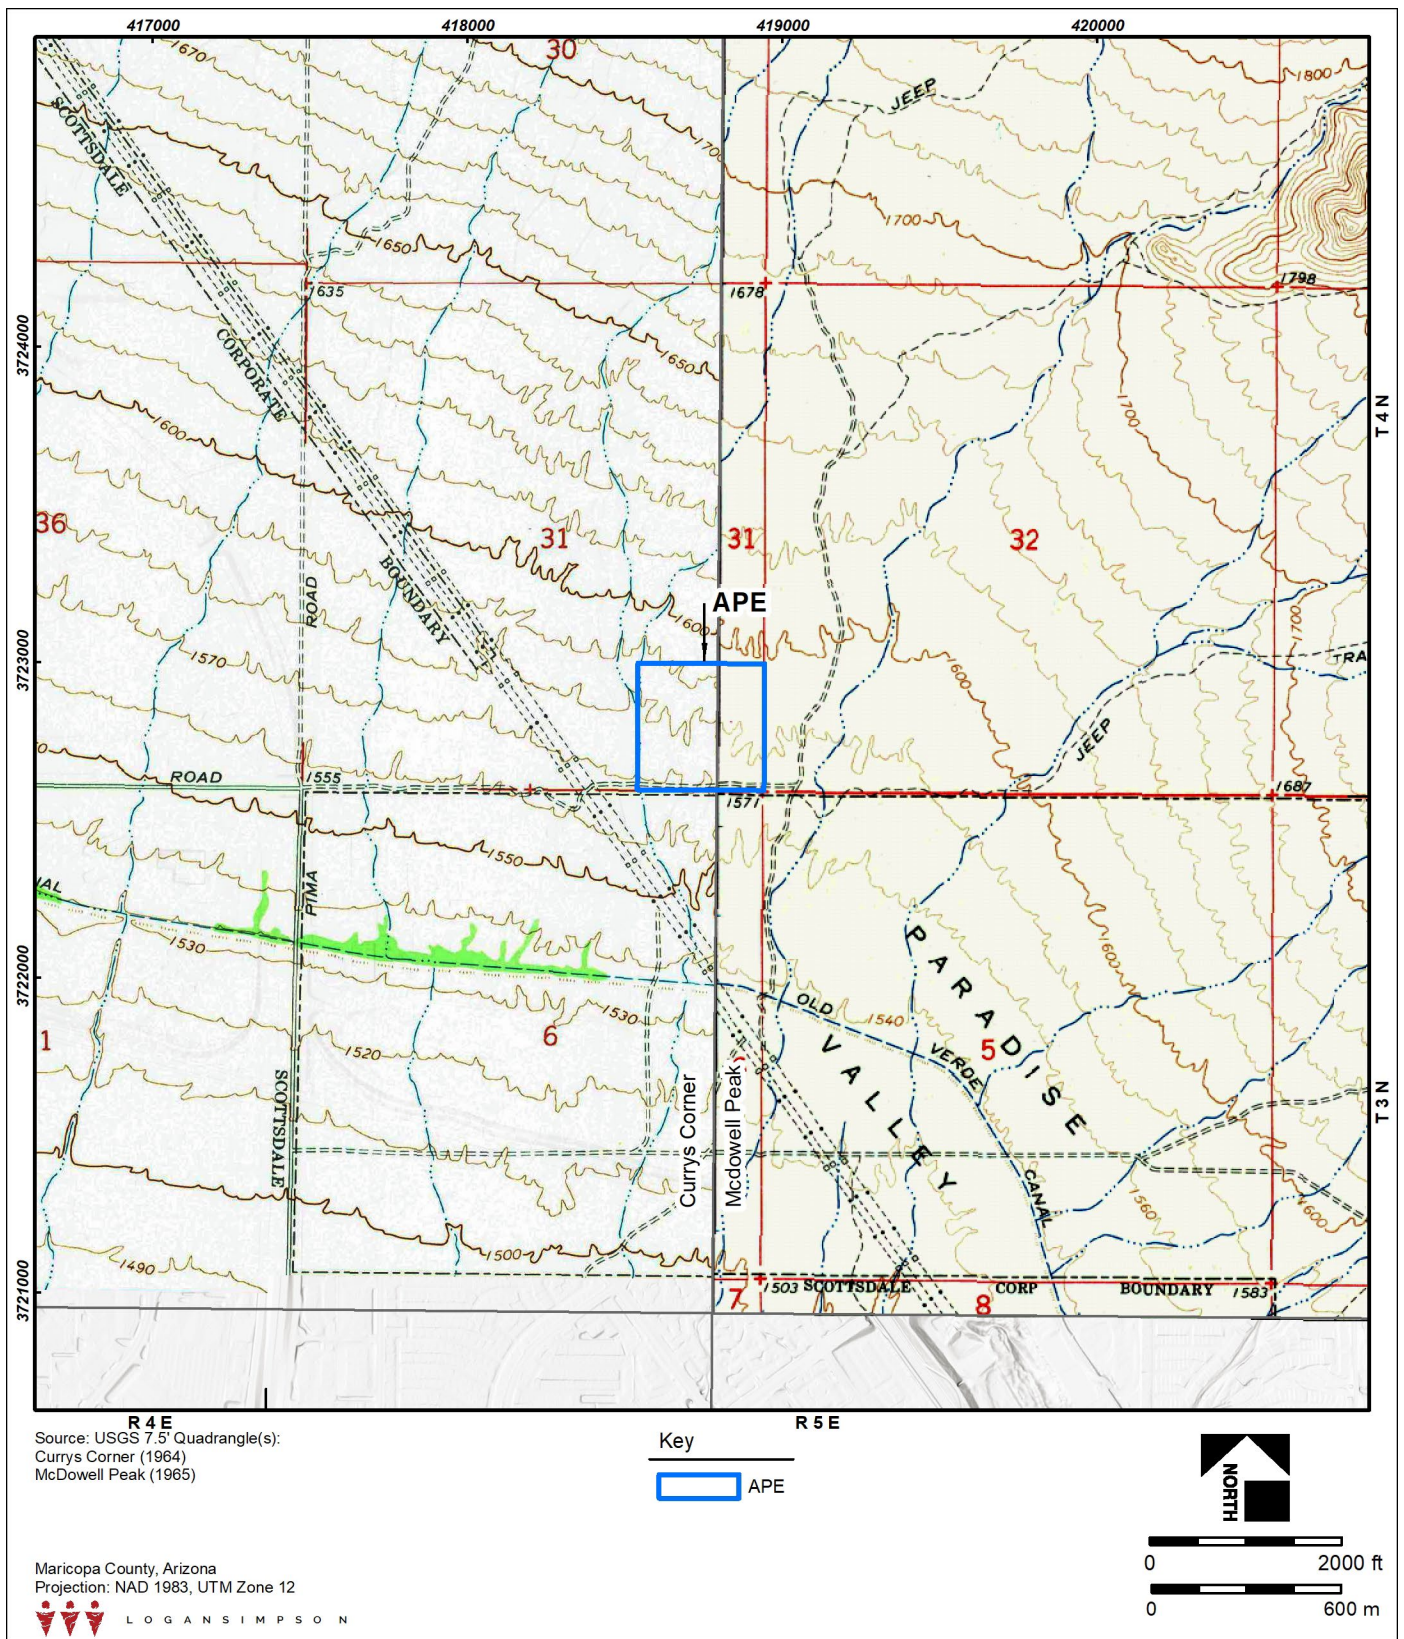 417000 418000 419000 420000
30
1670
JEEP
1800
SCOTTSDALE
1700
1650
1700
1635
1678
1798
CORPORATE
3724000
1650
1700
T 4 N
1600
36
31
31
32
BOUNDARY
ROAD
APE
1600
1700
3723000
1570
1600
TRA
JEEP
ROAD
1555
1571
1687
1550
IAL
PIMA
1530
PARADISE
1600
3722000
OLD
1530
1540
1
6
5
1520
VERDE
VALLEY
SCOTTSDALE
Currys Corner
Mcdowell Peak
T 3 N
CANAL
1560
1600
1500
1490
3721000
1503 SCOTTSDALE CORP BOUNDARY 1583
7
8
R 4 E
R 5 E
Source: USGS 7.5' Quadrangle(s):
Currys Corner (1964)
McDowell Peak (1965)
Key
APE
NORTH
0 2000 ft
0 600 m
Maricopa County, Arizona
Projection: NAD 1983, UTM Zone 12
LOGANSIMPSON